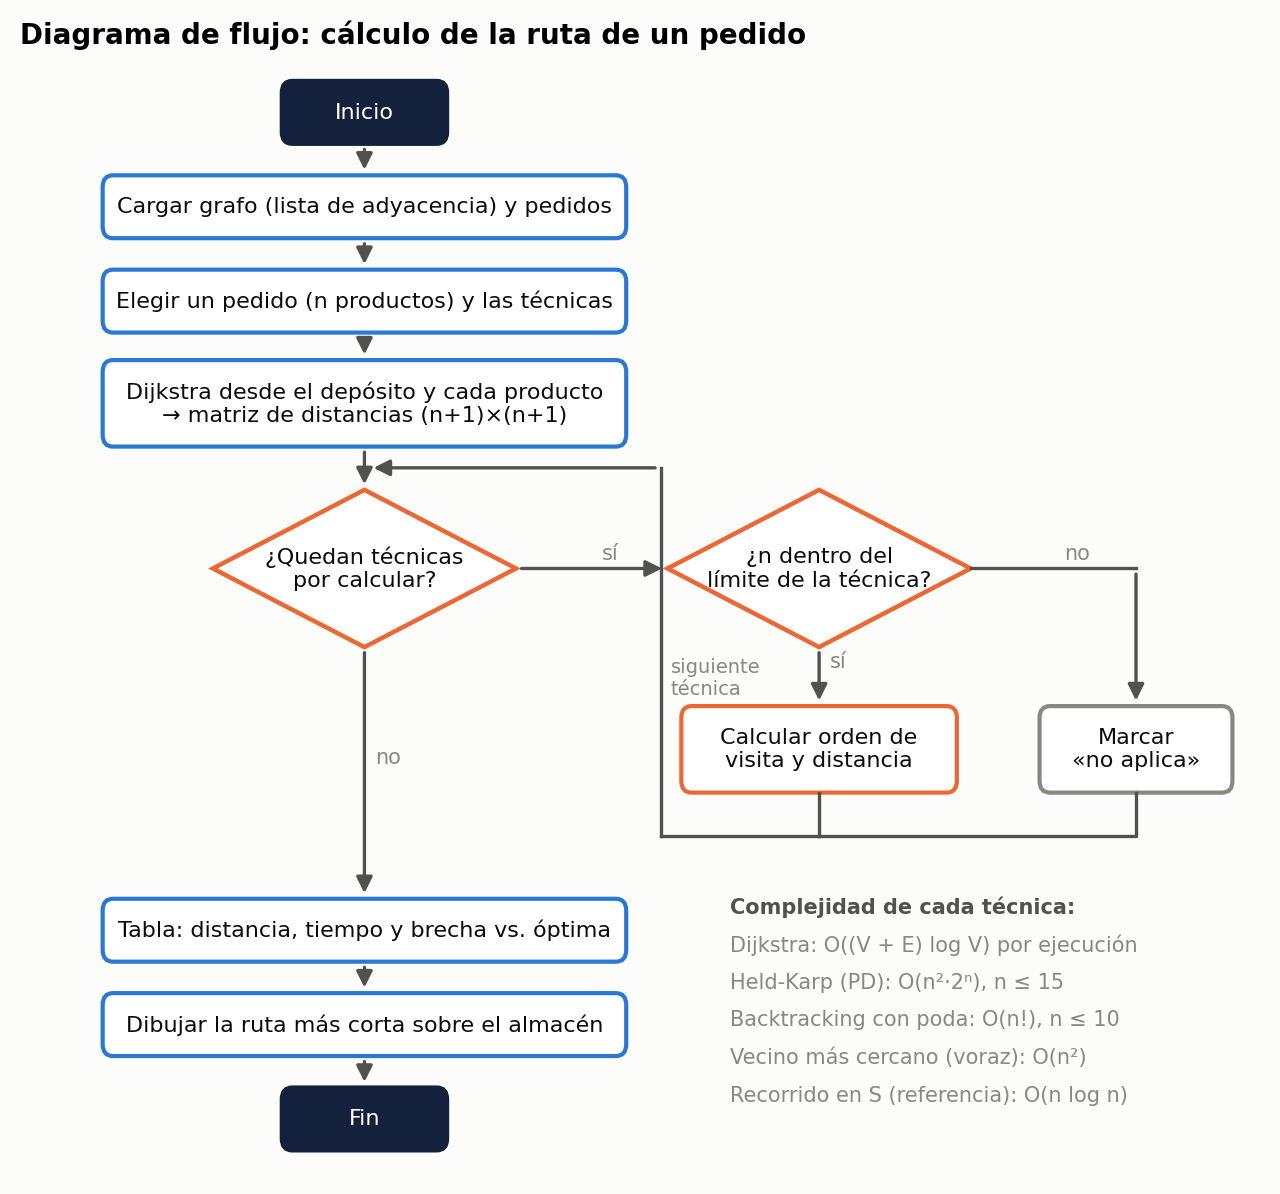 Diagrama de flujo: cálculo de la ruta de un pedido
Inicio
Cargar grafo (lista de adyacencia) y pedidos
Elegir un pedido (n productos) y las técnicas
Dijkstra desde el depósito y cada producto
→ matriz de distancias (n+1)×(n+1)
¿Quedan técnicas
por calcular?
sí
¿n dentro del
límite de la técnica?
no
sí
siguiente
técnica
Calcular orden de
visita y distancia
Marcar
«no aplica»
no
Tabla: distancia, tiempo y brecha vs. óptima
Dibujar la ruta más corta sobre el almacén
Fin
Complejidad de cada técnica:
Dijkstra: O((V + E) log V) por ejecución
Held-Karp (PD): O(n²·2ⁿ), n ≤ 15
Backtracking con poda: O(n!), n ≤ 10
Vecino más cercano (voraz): O(n²)
Recorrido en S (referencia): O(n log n)